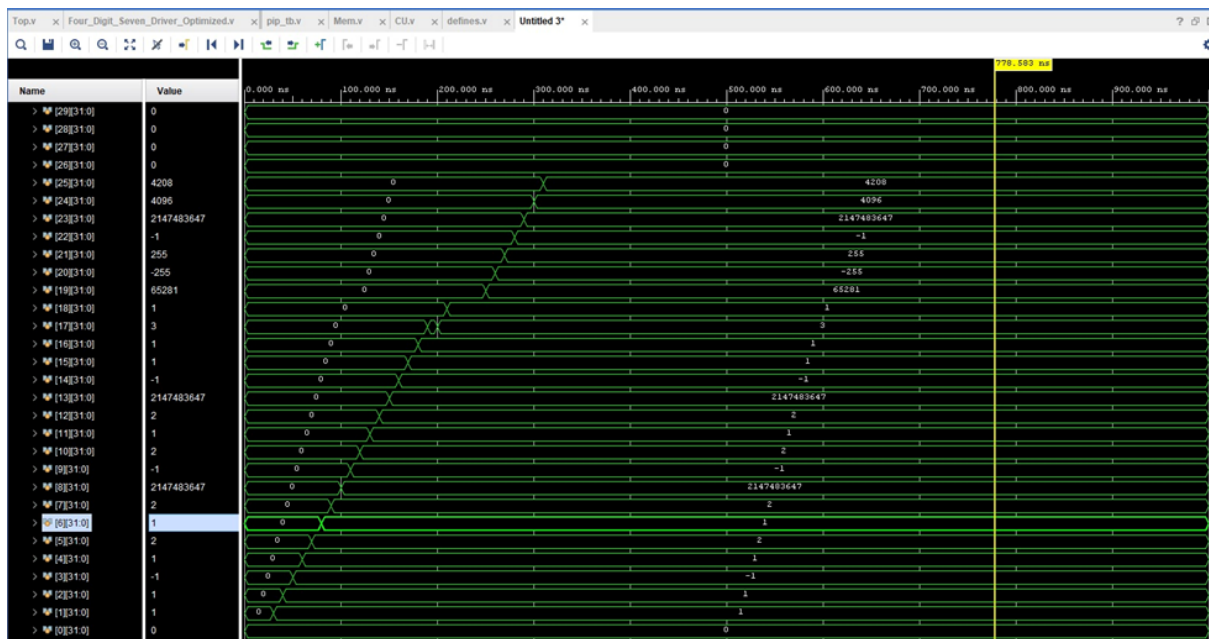 Top.v × Four_Digit_Seven_Driver_Optimized.v × pip_tb.v × Mem.v × CU.v × defines.v × Untitled 3* ×
778.583 ns
Name Value 0.000 ns 100.000 ns 200.000 ns 300.000 ns 400.000 ns 500.000 ns 600.000 ns 700.000 ns 800.000 ns 900.000 ns
> [29][31:0] 0 0
> [28][31:0] 0 0
> [27][31:0] 0 0
> [26][31:0] 0 0
> [25][31:0] 4208 0 4208
> [24][31:0] 4096 0 4096
> [23][31:0] 2147483647 0 2147483647
> [22][31:0] -1 0 -1
> [21][31:0] 255 0 255
> [20][31:0] -255 0 -255
> [19][31:0] 65281 0 65281
> [18][31:0] 1 0 1
> [17][31:0] 3 0 3
> [16][31:0] 1 0 1
> [15][31:0] 1 0 1
> [14][31:0] -1 0 -1
> [13][31:0] 2147483647 0 2147483647
> [12][31:0] 2 0 2
> [11][31:0] 1 0 1
> [10][31:0] 2 0 2
> [9][31:0] -1 0 -1
> [8][31:0] 2147483647 0 2147483647
> [7][31:0] 2 0 2
> [6][31:0] 1 0 1
> [5][31:0] 2 0 2
> [4][31:0] 1 0 1
> [3][31:0] -1 0 -1
> [2][31:0] 1 0 1
> [1][31:0] 1 0 1
> [0][31:0] 0 0